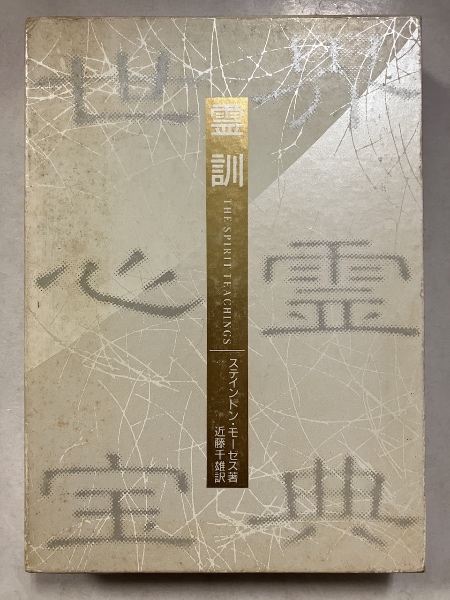 世界
心霊
宝典
霊訓
THE SPIRIT TEACHINGS
ステイントン・モーゼス著
近藤千雄訳